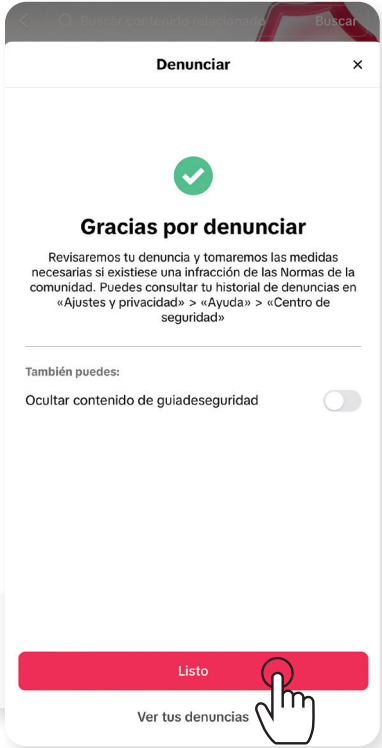 Buscar contenido relacionado
Buscar
Denunciar
Gracias por denunciar
Revisaremos tu denuncia y tomaremos las medidas
necesarias si existiese una infracción de las Normas de la
comunidad. Puedes consultar tu historial de denuncias en
«Ajustes y privacidad» > «Ayuda» > «Centro de
seguridad»
También puedes:
Ocultar contenido de guiadeseguridad
Listo
Ver tus denuncias